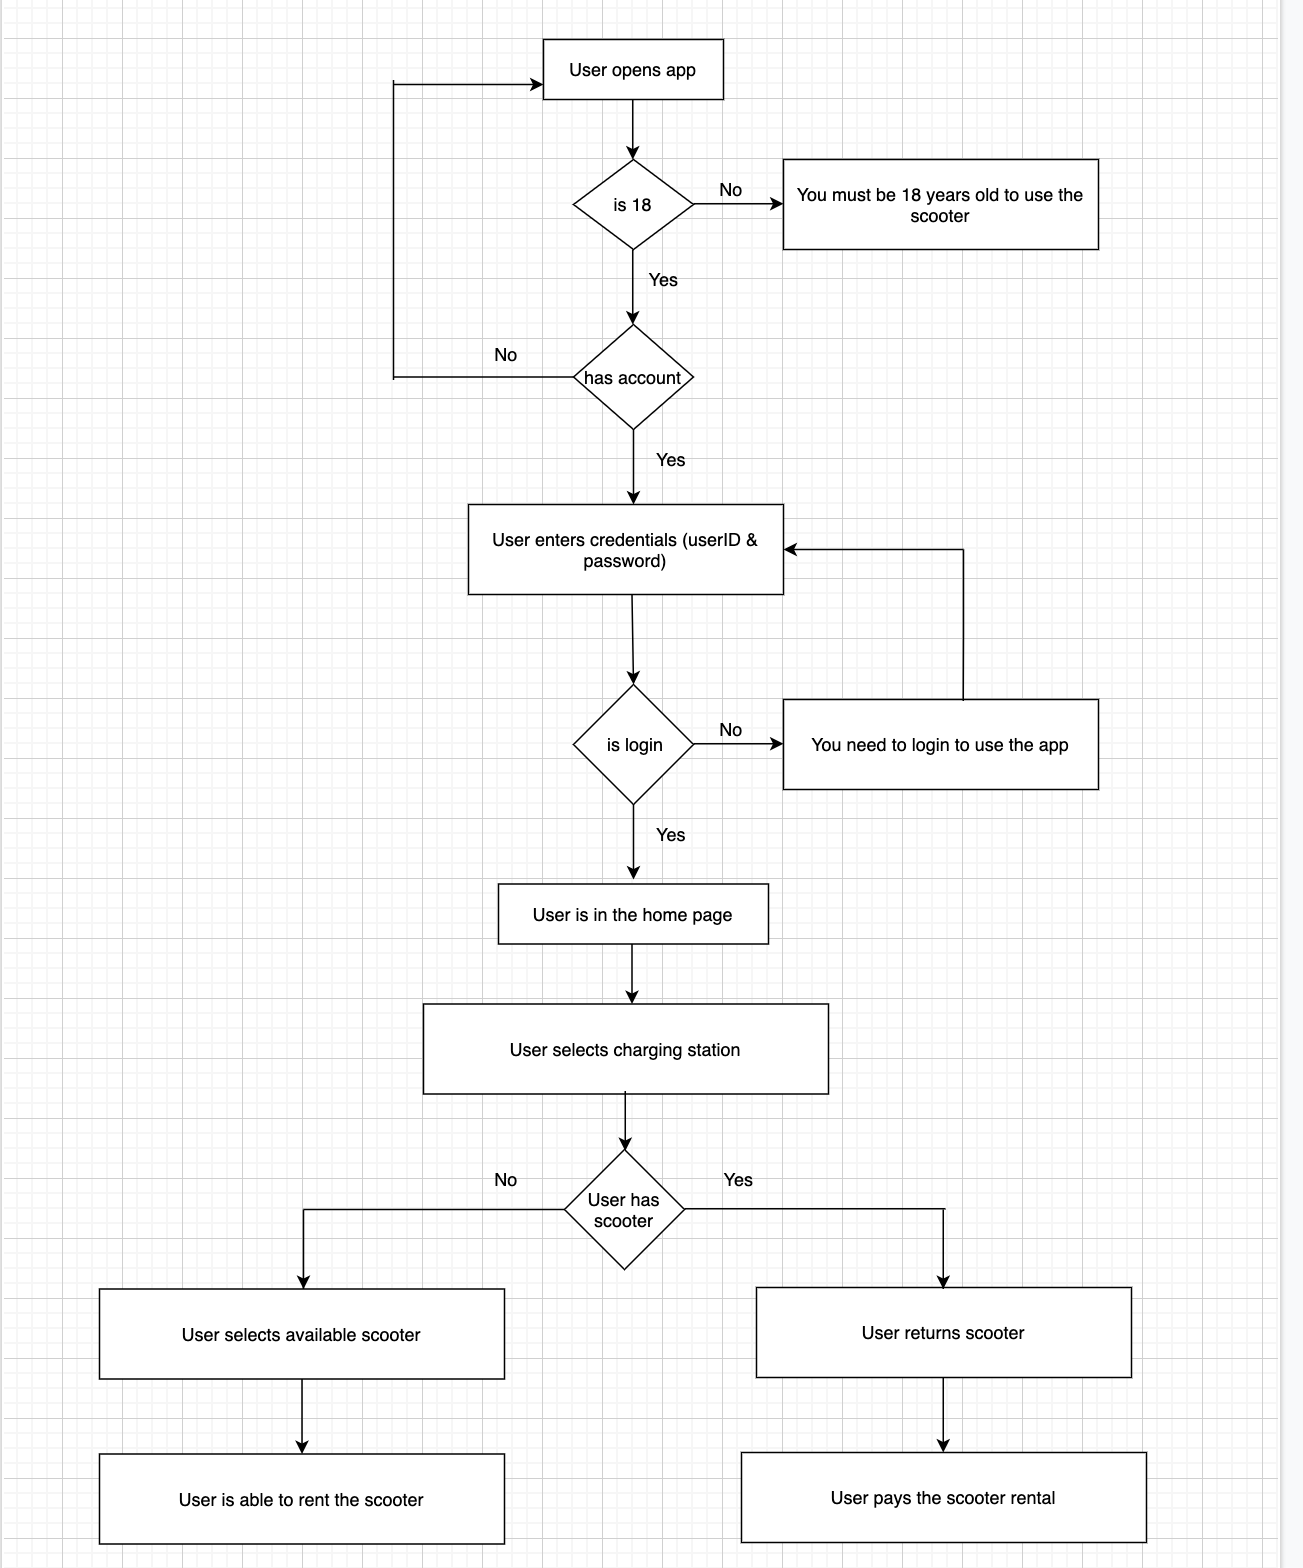 User opens app
is 18
No
You must be 18 years old to use the
scooter
Yes
No
has account
Yes
User enters credentials (userID &
password)
is login
No
You need to login to use the app
Yes
User is in the home page
User selects charging station
No
Yes
User has
scooter
User selects available scooter
User returns scooter
User is able to rent the scooter
User pays the scooter rental